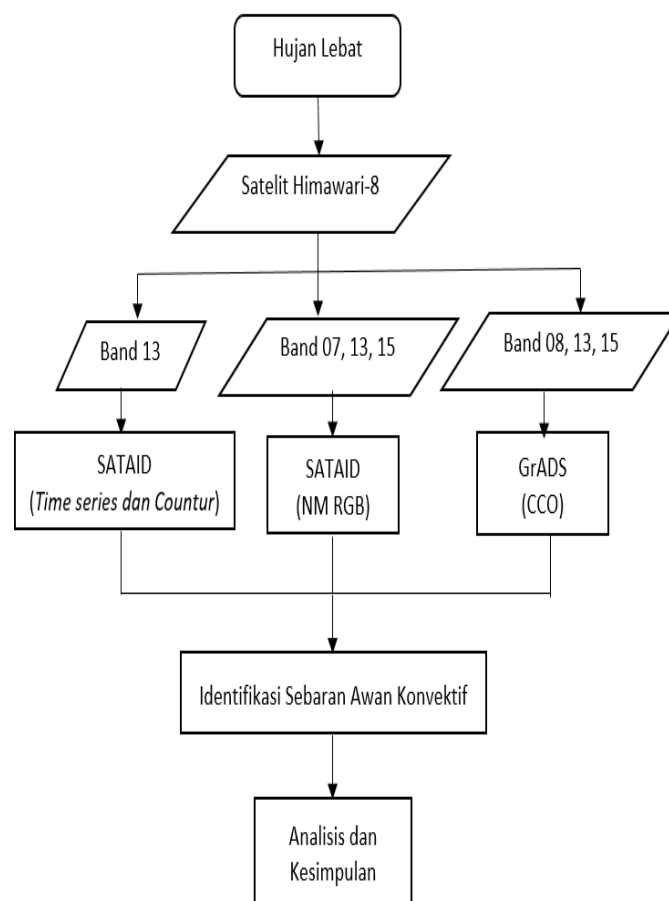 Hujan Lebat
Satelit Himawari-8
Band 13
Band 07, 13, 15
Band 08, 13, 15
SATAID
(Time series dan Countur)
SATAID
(NM RGB)
GrADS
(CCO)
Identifikasi Sebaran Awan Konvektif
Analisis dan
Kesimpulan